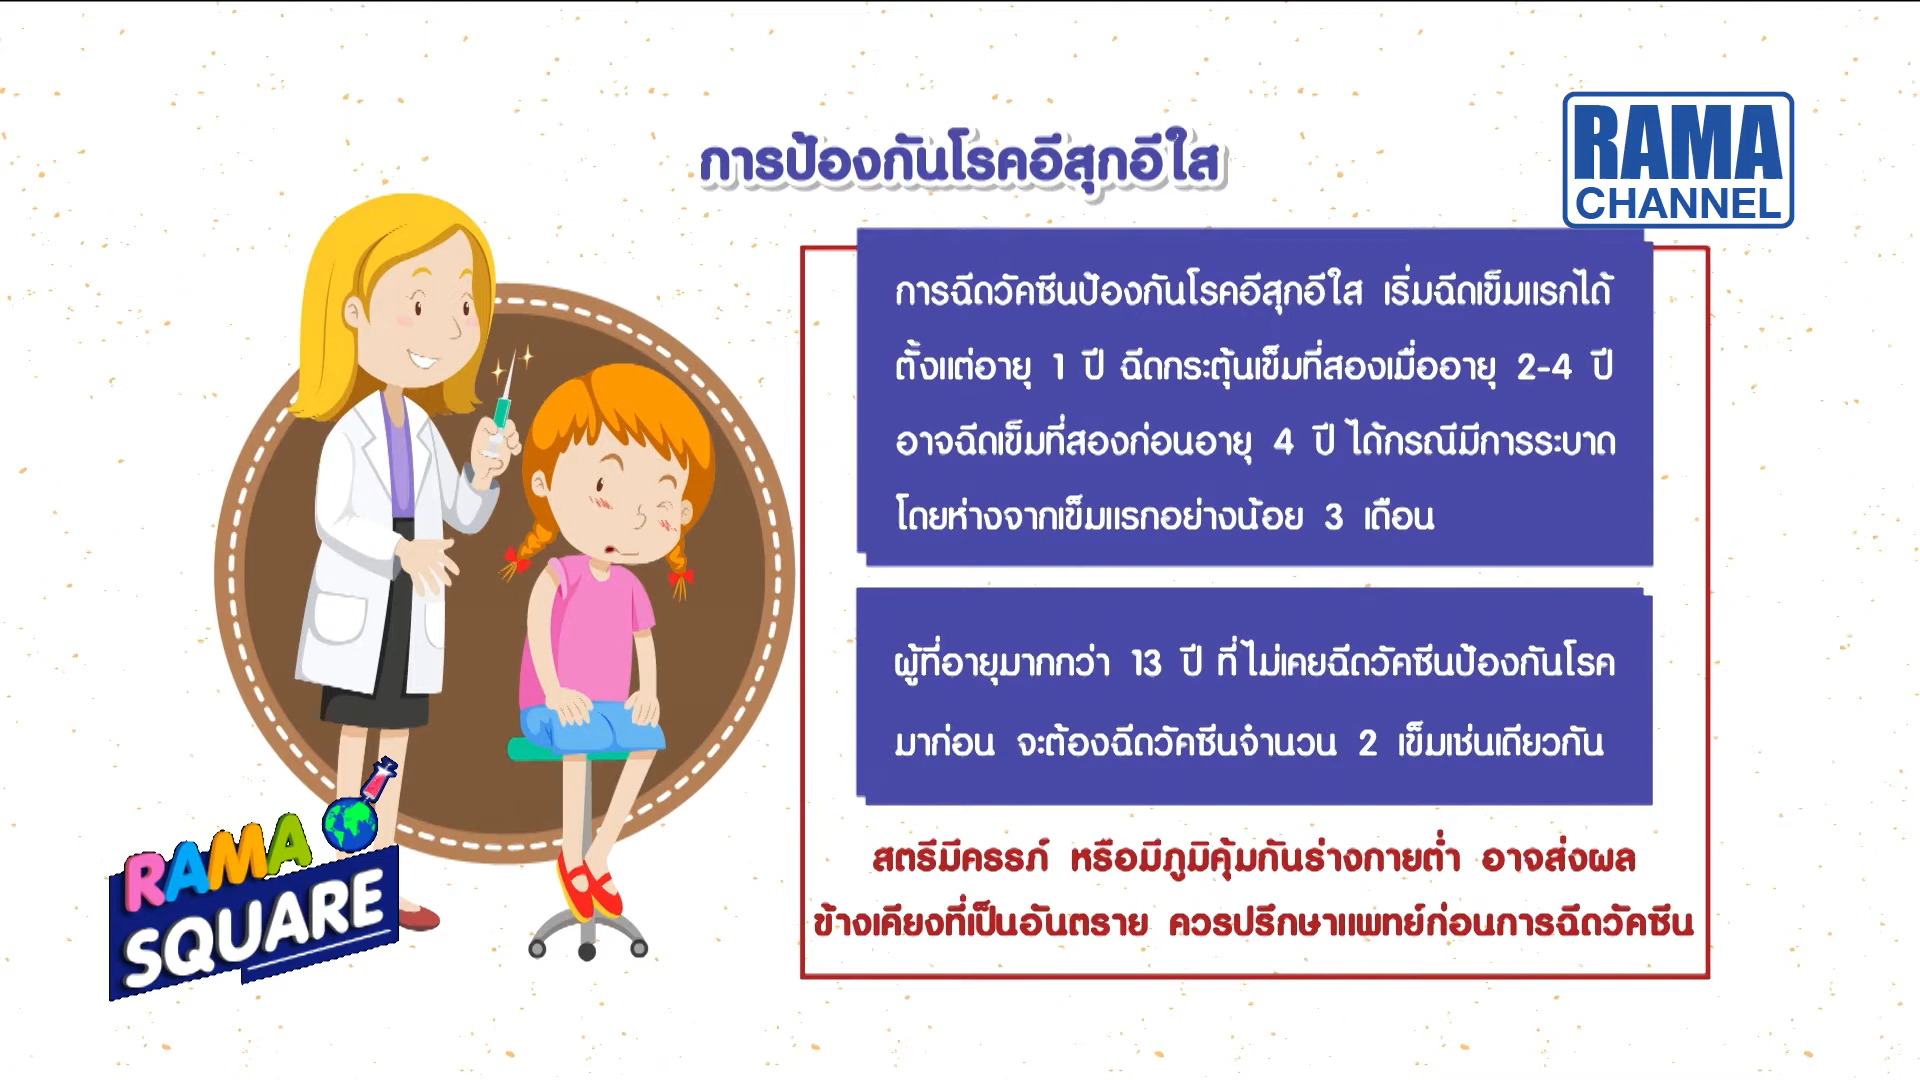 การป้องกันโรคอีสุกอีใส
RAMA
CHANNEL
การฉีดวัคซีนป้องกันโรคอีสุกอีใส เริ่มฉีดเข็มแรกได้
ตั้งแต่อายุ 1 ปี ฉีดกระตุ้นเข็มที่สองเมื่ออายุ 2-4 ปี
อาจฉีดเข็มที่สองก่อนอายุ 4 ปี ได้กรณีมีการระบาด
โดยห่างจากเข็มแรกอย่างน้อย 3 เดือน
ผู้ที่อายุมากกว่า 13 ปี ที่ไม่เคยฉีดวัคซีนป้องกันโรค
มาก่อน จะต้องฉีดวัคซีนจำนวน 2 เข็มเช่นเดียวกัน
สตรีมีครรภ์ หรือมีภูมิคุ้มกันร่างกายต่ำ อาจส่งผล
ข้างเคียงที่เป็นอันตราย ควรปรึกษาแพทย์ก่อนการฉีดวัคซีน
RAMA
SQUARE